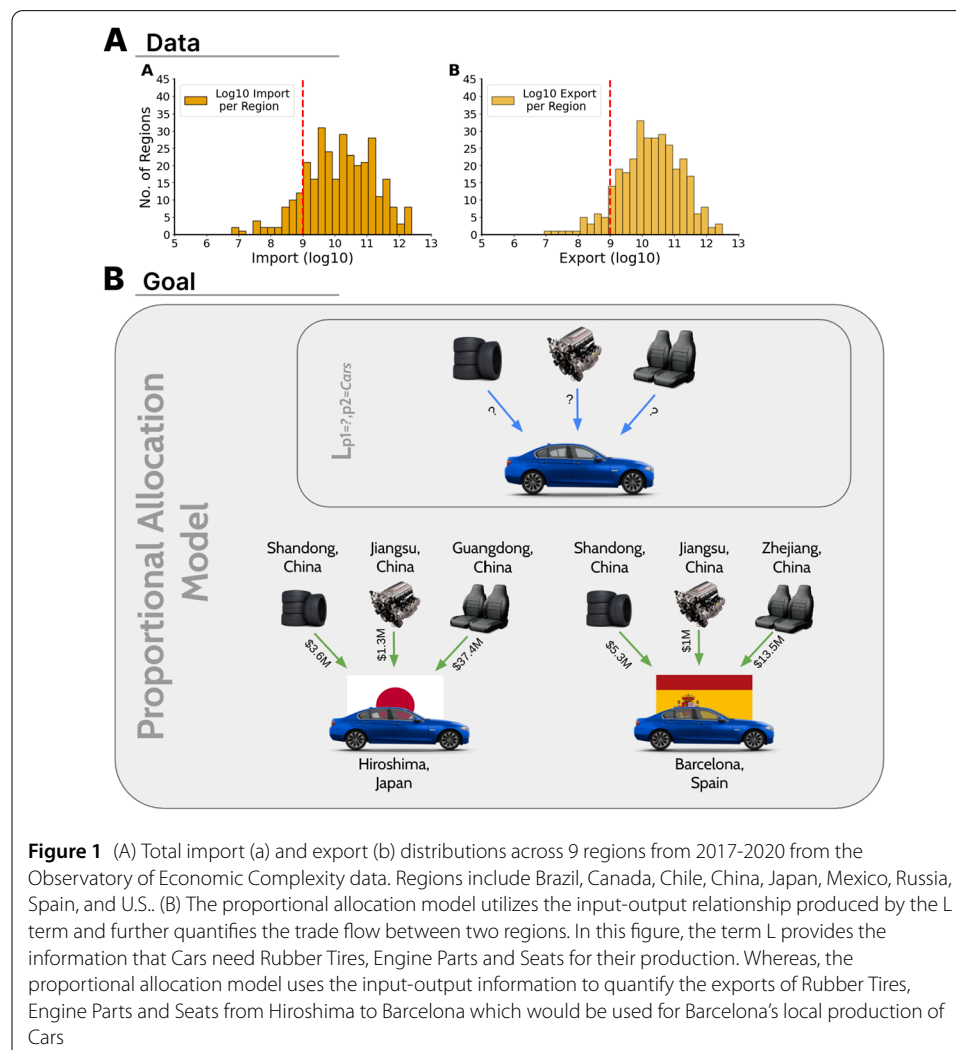 A Data
A
B
45
40
35
30
25
20
15
10
5
0
No. of Regions
Log10 Import
per Region
5 6 7 8 9 10 11 12 13
Import (log10)
45
40
35
30
25
20
15
10
5
0
Log10 Export
per Region
5 6 7 8 9 10 11 12 13
Export (log10)
B Goal
Proportional Allocation
Model
Lp1=?,p2=Cars
? ? ?
Shandong,
China
Jiangsu,
China
Guangdong,
China
$3.6M
$1.3M
$37.4M
Hiroshima,
Japan
Shandong,
China
Jiangsu,
China
Zhejiang,
China
$5.3M
$1M
$13.5M
Barcelona,
Spain
Figure 1 (A) Total import (a) and export (b) distributions across 9 regions from 2017-2020 from the
Observatory of Economic Complexity data. Regions include Brazil, Canada, Chile, China, Japan, Mexico, Russia,
Spain, and U.S.. (B) The proportional allocation model utilizes the input-output relationship produced by the L
term and further quantifies the trade flow between two regions. In this figure, the term L provides the
information that Cars need Rubber Tires, Engine Parts and Seats for their production. Whereas, the
proportional allocation model uses the input-output information to quantify the exports of Rubber Tires,
Engine Parts and Seats from Hiroshima to Barcelona which would be used for Barcelona's local production of
Cars